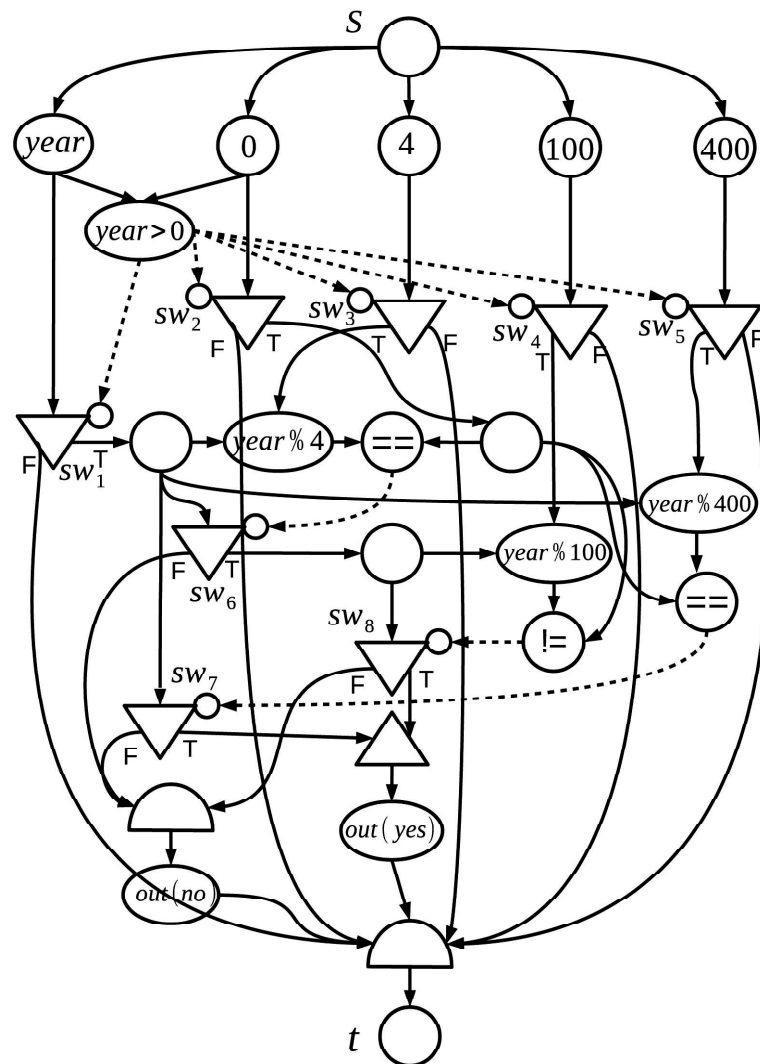 S
year
0
4
100
400
year>0
sw2
sw3
sw4
sw5
F
T
T
F
T
F
T
F
F
T
sw1
year%4
==
year%400
F
T
sw6
year%100
sw8
!=
==
sw7
F
T
F
T
out(yes)
out(no)
t